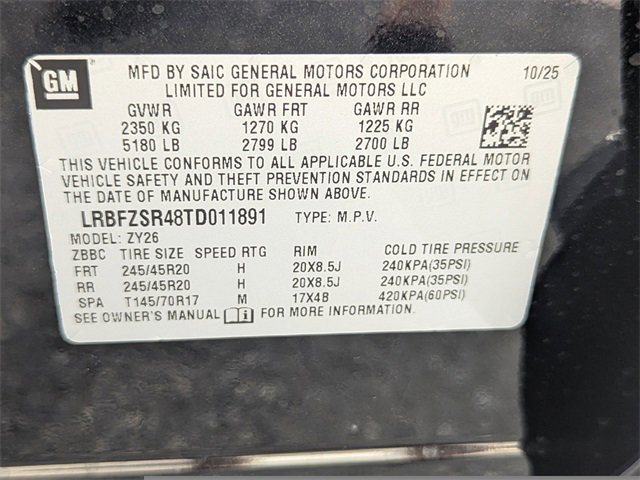 GM
MFD BY SAIC GENERAL MOTORS CORPORATION 10/25
LIMITED FOR GENERAL MOTORS LLC
GVWR GAWR FRT GAWR RR
2350 KG 1270 KG 1225 KG
5180 LB 2799 LB 2700 LB
THIS VEHICLE CONFORMS TO ALL APPLICABLE U.S. FEDERAL MOTOR
VEHICLE SAFETY AND THEFT PREVENTION STANDARDS IN EFFECT ON
THE DATE OF MANUFACTURE SHOWN ABOVE.
LRBFZSR48TD011891 TYPE: M.P.V.
MODEL: ZY26
ZBBC TIRE SIZE SPEED RTG RIM COLD TIRE PRESSURE
FRT 245/45R20 H 20X8.5J 240KPA(35PSI)
RR 245/45R20 H 20X8.5J 240KPA(35PSI)
SPA T145/70R17 M 17X4B 420KPA(60PSI)
SEE OWNER'S MANUAL FOR MORE INFORMATION.